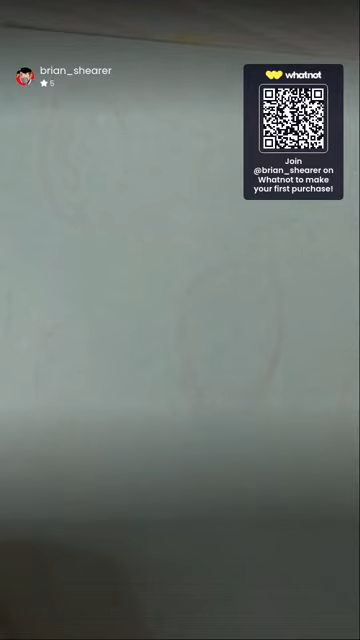 brian_shearer
5
whatnot
Join
@brian_shearer on
Whatnot to make
your first purchase!